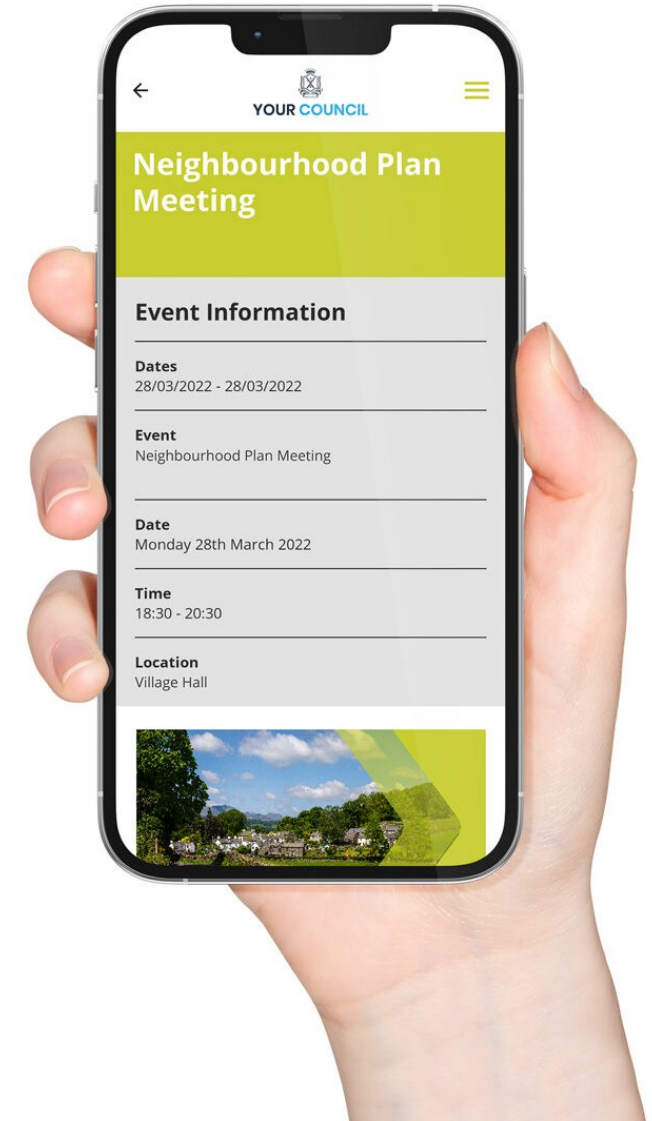 YOUR COUNCIL
Neighbourhood Plan
Meeting
Event Information
Dates
28/03/2022 - 28/03/2022
Event
Neighbourhood Plan Meeting
Date
Monday 28th March 2022
Time
18:30 - 20:30
Location
Village Hall